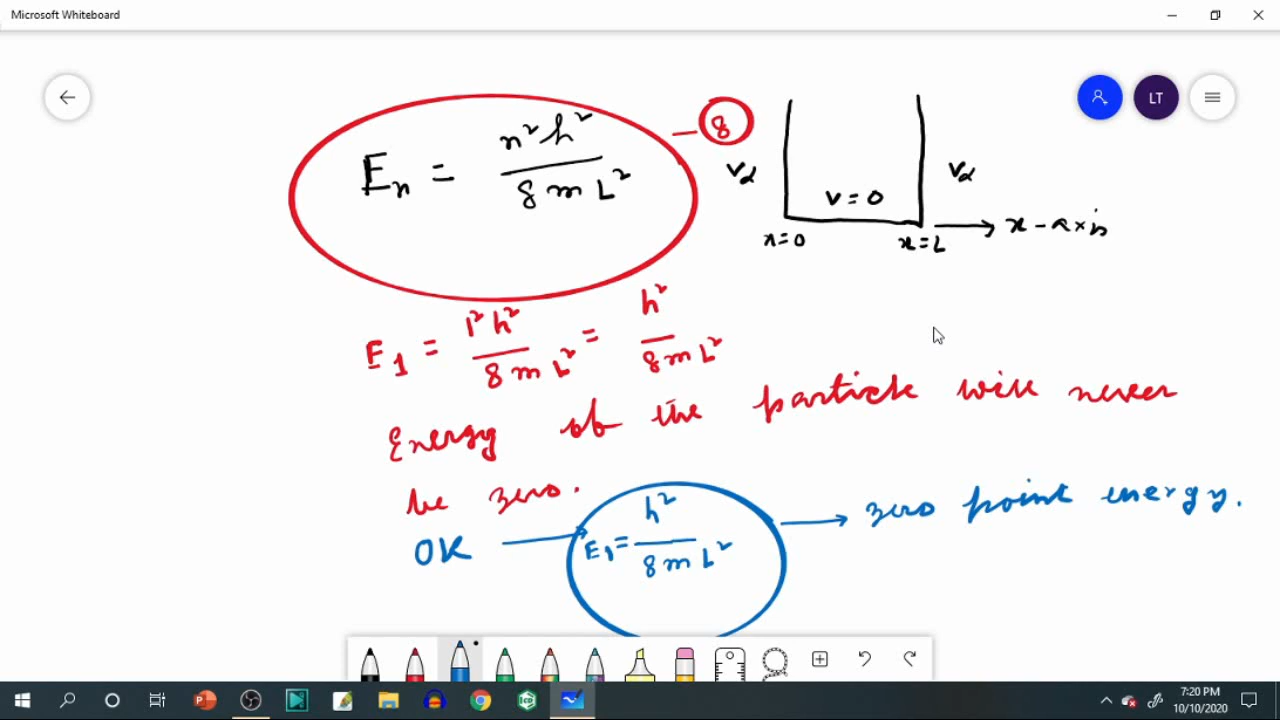 Microsoft Whiteboard
LT
Eₙ = n²h² / 8mL² — 8
V∝ V=0 V∝
x=0 x=L → x-axis
E₁ = 1²h² / 8mL² = h² / 8mL²
Energy of the particle will never
be zero.
OK → E₁ = h² / 8mL² → zero point energy.
7:20 PM
10/10/2020